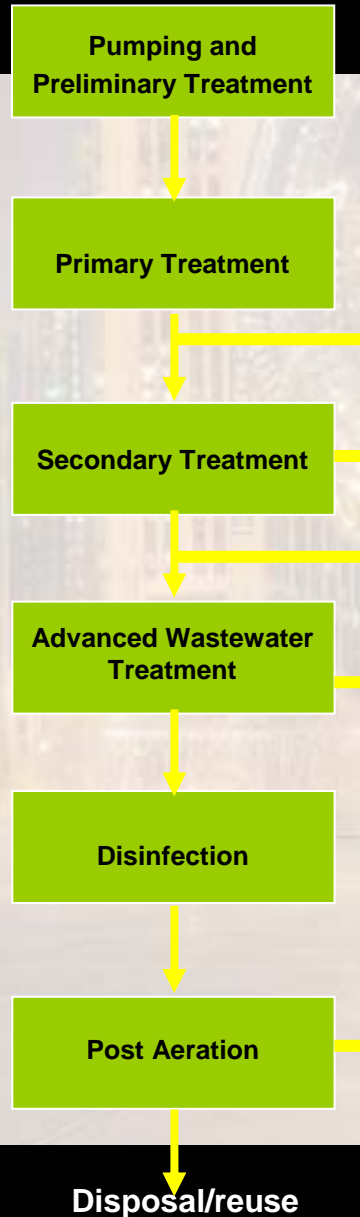 Pumping and
Preliminary Treatment
Primary Treatment
Secondary Treatment
Advanced Wastewater
Treatment
Disinfection
Post Aeration
Disposal/reuse